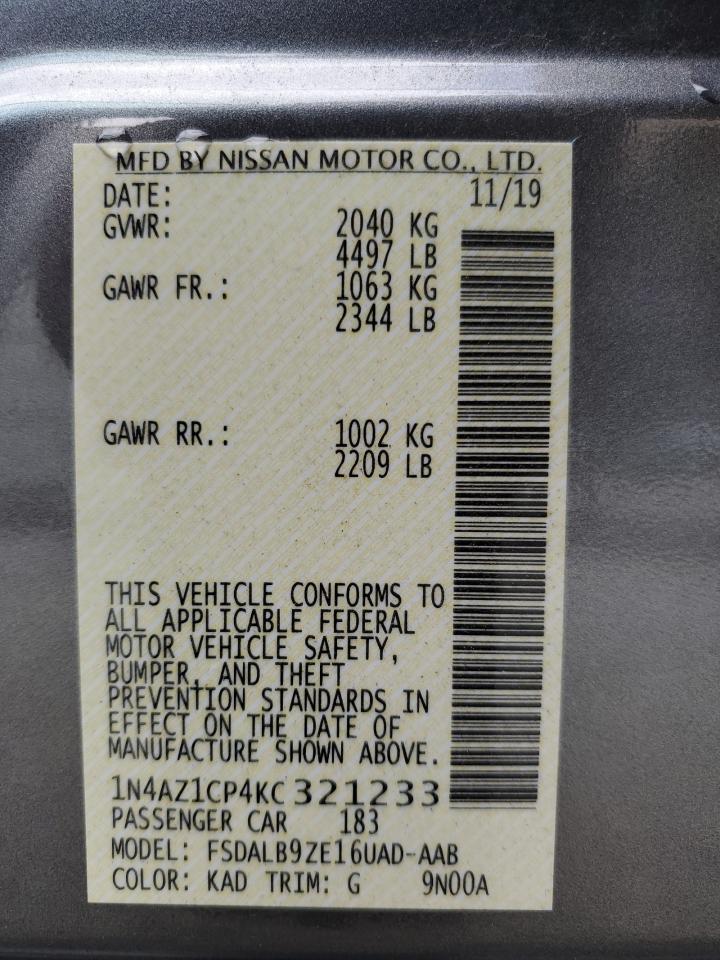 MFD BY NISSAN MOTOR CO., LTD.
DATE: 11/19
GVWR: 2040 KG
4497 LB
GAWR FR.: 1063 KG
2344 LB
GAWR RR.: 1002 KG
2209 LB
THIS VEHICLE CONFORMS TO
ALL APPLICABLE FEDERAL
MOTOR VEHICLE SAFETY,
BUMPER, AND THEFT
PREVENTION STANDARDS IN
EFFECT ON THE DATE OF
MANUFACTURE SHOWN ABOVE.
1N4AZ1CP4KC321233
PASSENGER CAR 183
MODEL: FSDALB9ZE16UAD-AAB
COLOR: KAD TRIM: G 9N00A